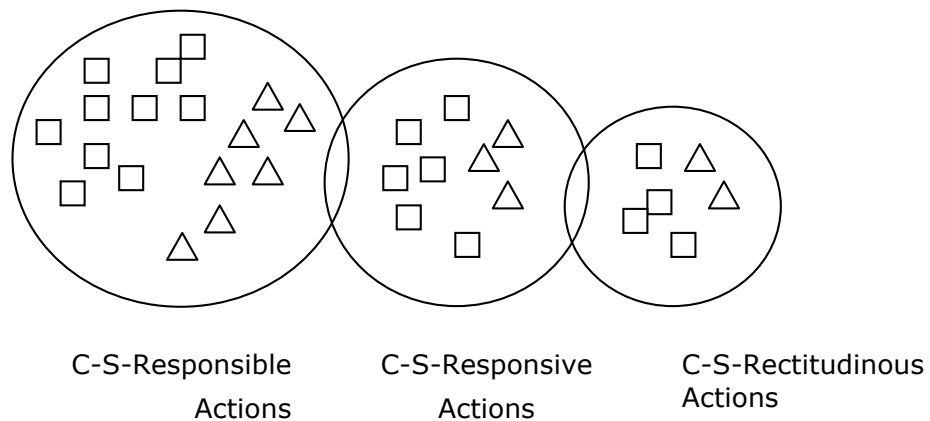 C-S-Responsible
Actions
C-S-Responsive
Actions
C-S-Rectitudinous
Actions